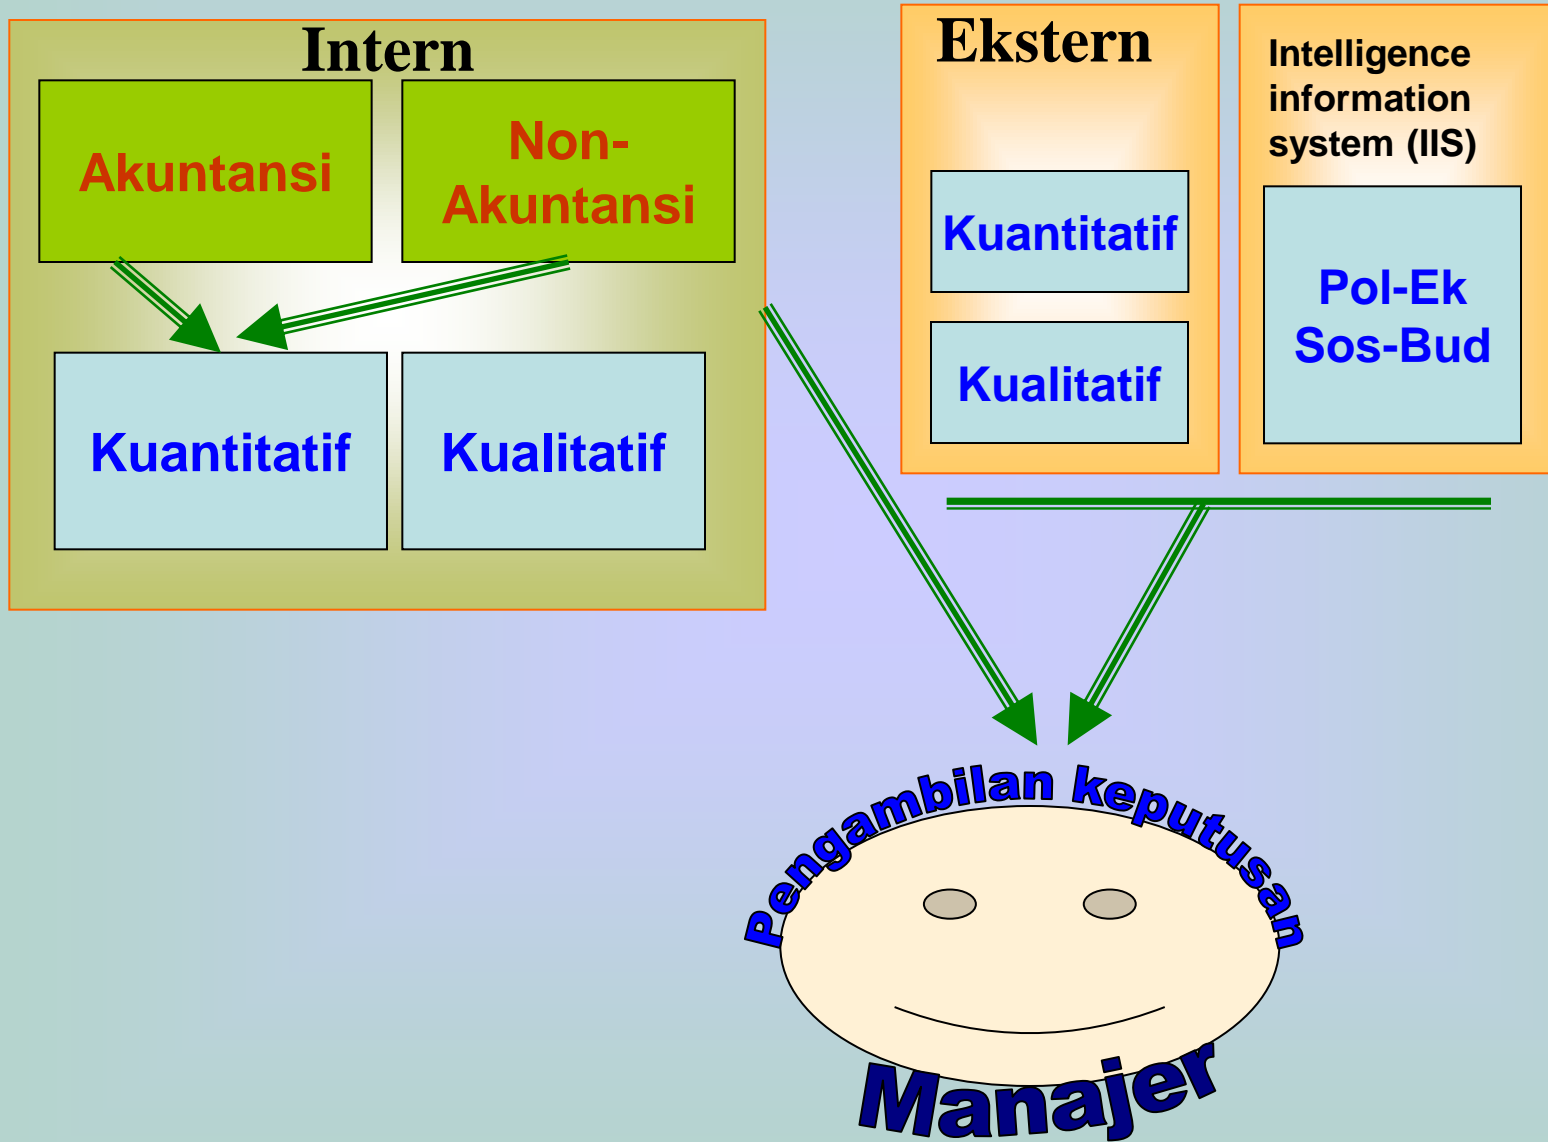 Intern
Akuntansi
Non-
Akuntansi
Kuantitatif
Kualitatif
Ekstern
Kuantitatif
Kualitatif
Intelligence
information
system (IIS)
Pol-Ek
Sos-Bud
Pengambilan keputusan
Manajer